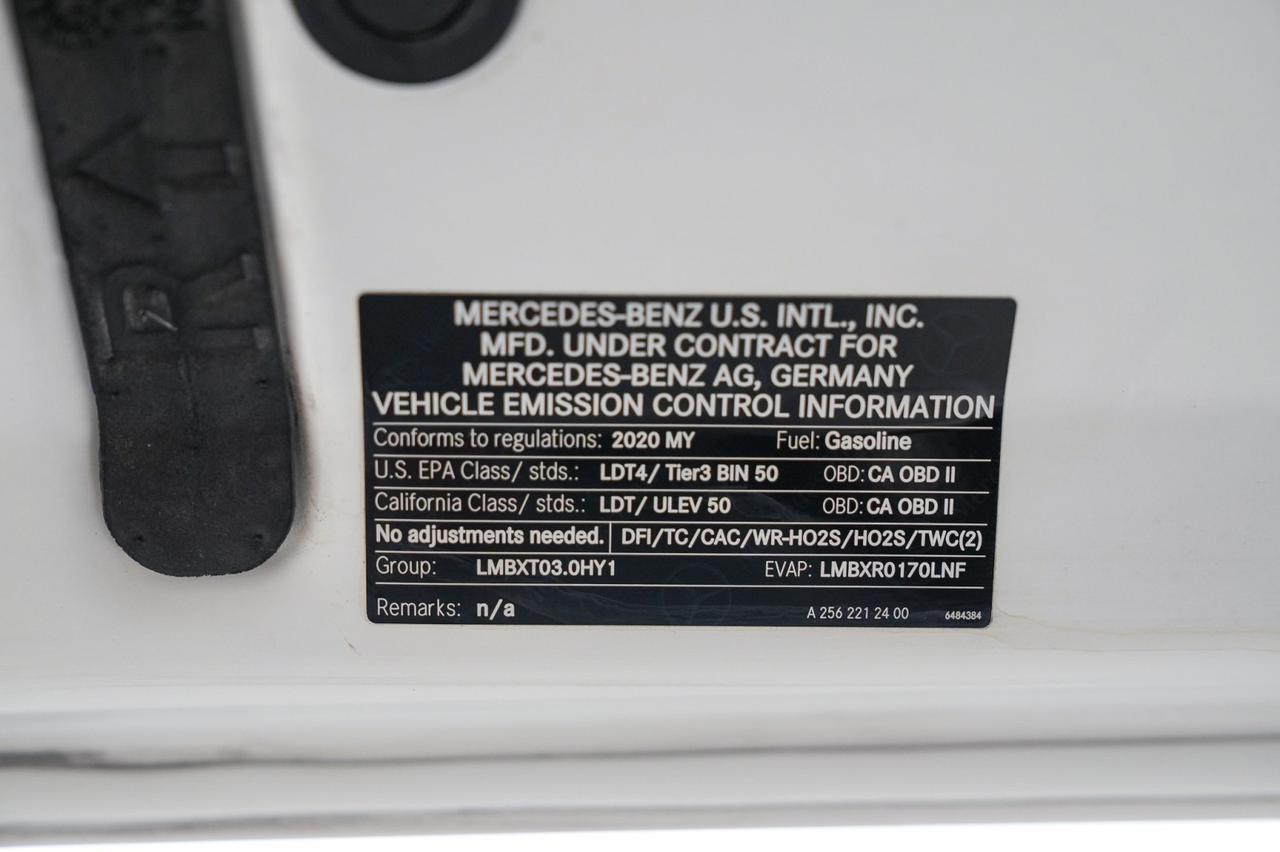 MERCEDES-BENZ U.S. INTL., INC.
MFD. UNDER CONTRACT FOR
MERCEDES-BENZ AG, GERMANY
VEHICLE EMISSION CONTROL INFORMATION
Conforms to regulations: 2020 MY Fuel: Gasoline
U.S. EPA Class/ stds.: LDT4/ Tier3 BIN 50 OBD: CA OBD II
California Class/ stds.: LDT/ ULEV 50 OBD: CA OBD II
No adjustments needed. DFI/TC/CAC/WR-HO2S/HO2S/TWC(2)
Group: LMBXT03.0HY1 EVAP: LMBXR0170LNF
Remarks: n/a A 256 221 24 00 6484384